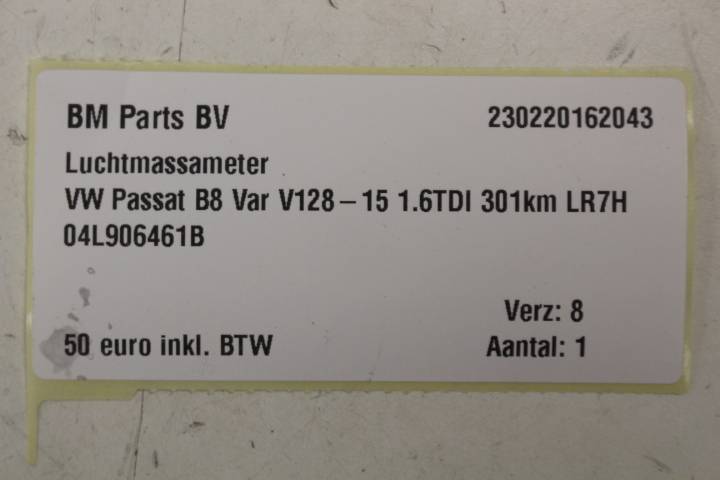 BM Parts BV 230220162043
Luchtmassameter
VW Passat B8 Var V128-15 1.6TDI 301km LR7H
04L906461B
Verz: 8
50 euro inkl. BTW Aantal: 1